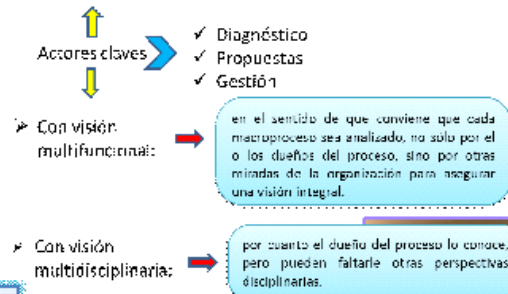 Actores claves
✓ Diagnóstico
✓ Propuestas
✓ Gestión
➢ Con visión
multifuncional:
en el sentido de que conviene que cada
macroproceso sea analizado, no sólo por el
o los dueños del proceso, sino por otras
miradas de la organización para asegurar
una visión integral.
➢ Con visión
multidisciplinaria:
por cuanto el dueño del proceso lo conoce,
pero pueden faltarle otras perspectivas
disciplinarias.